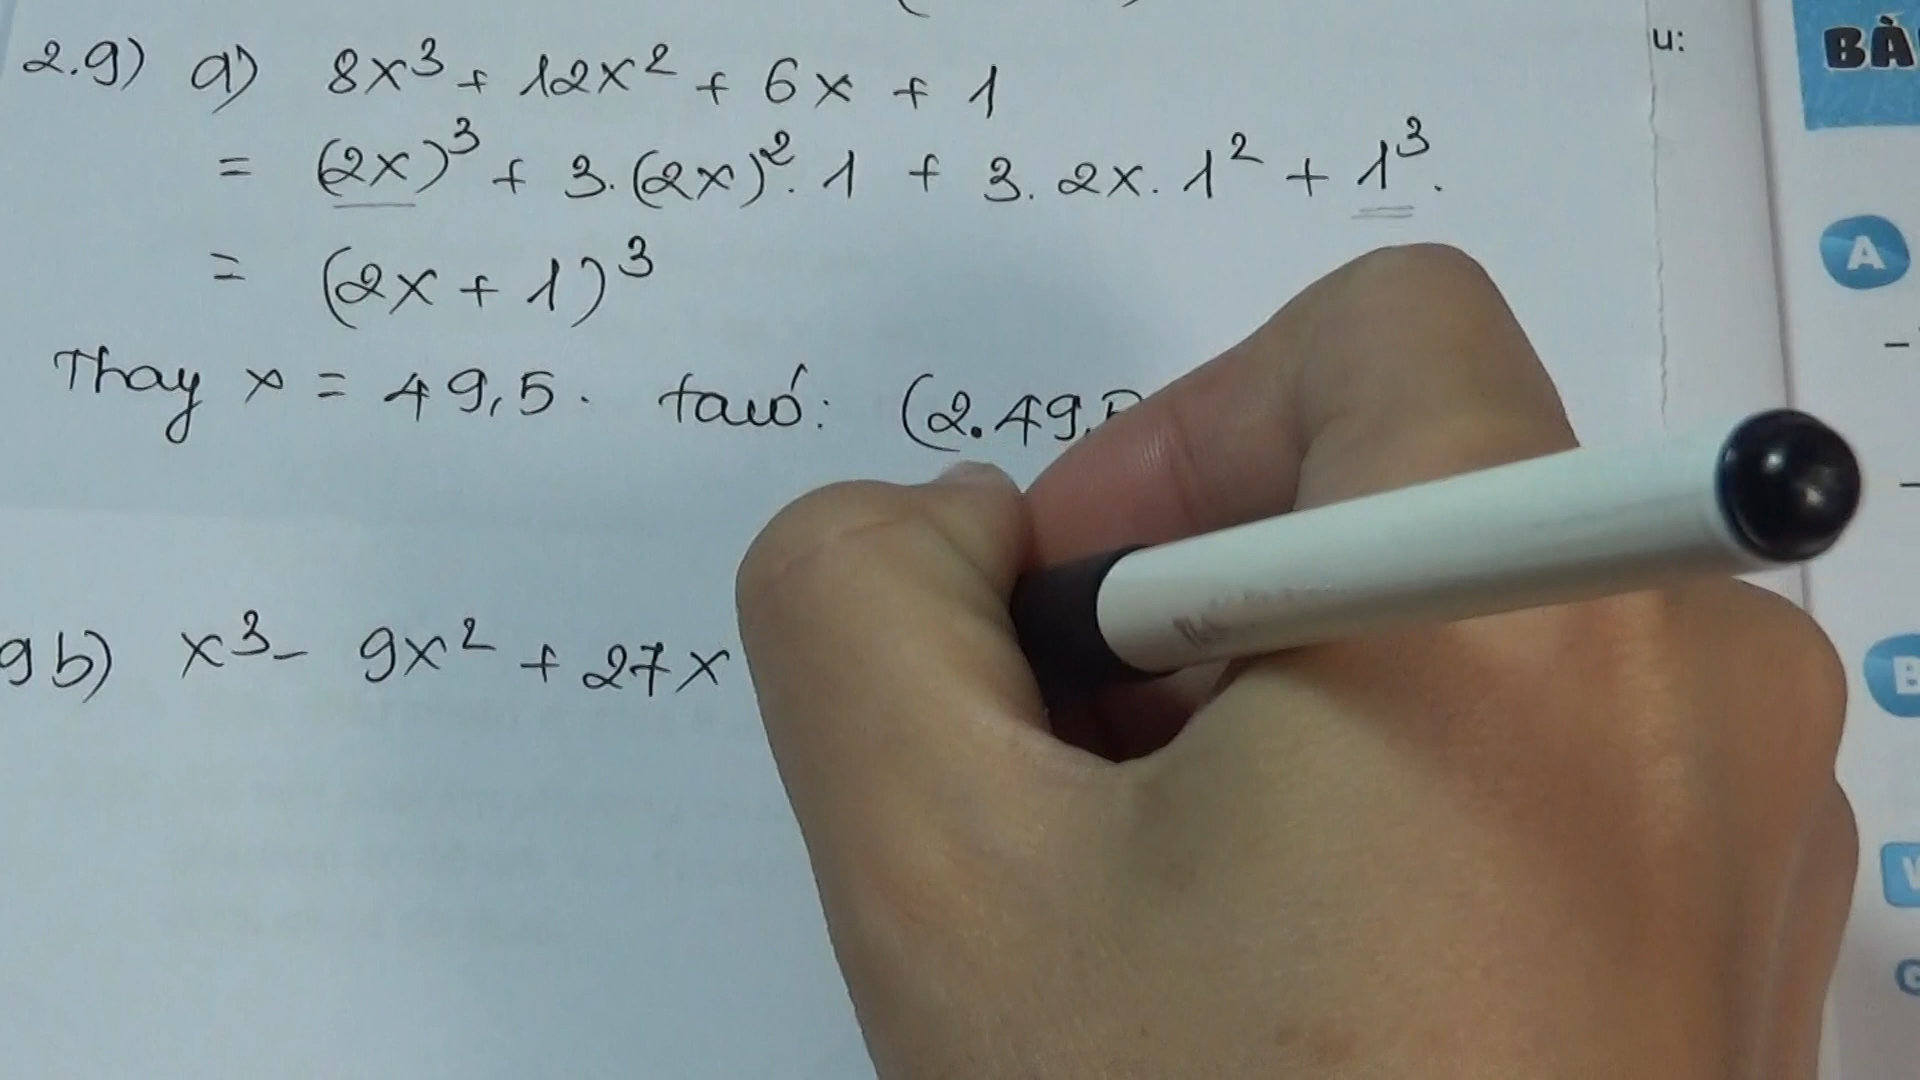 2.9) a) 8x³ + 12x² + 6x + 1
= (2x)³ + 3.(2x)².1 + 3.2x.1² + 1³.
= (2x + 1)³
Thay x = 49,5. ta có: (2.49,5
9b) x³ - 9x² + 27x
u:
BÀ
A
B